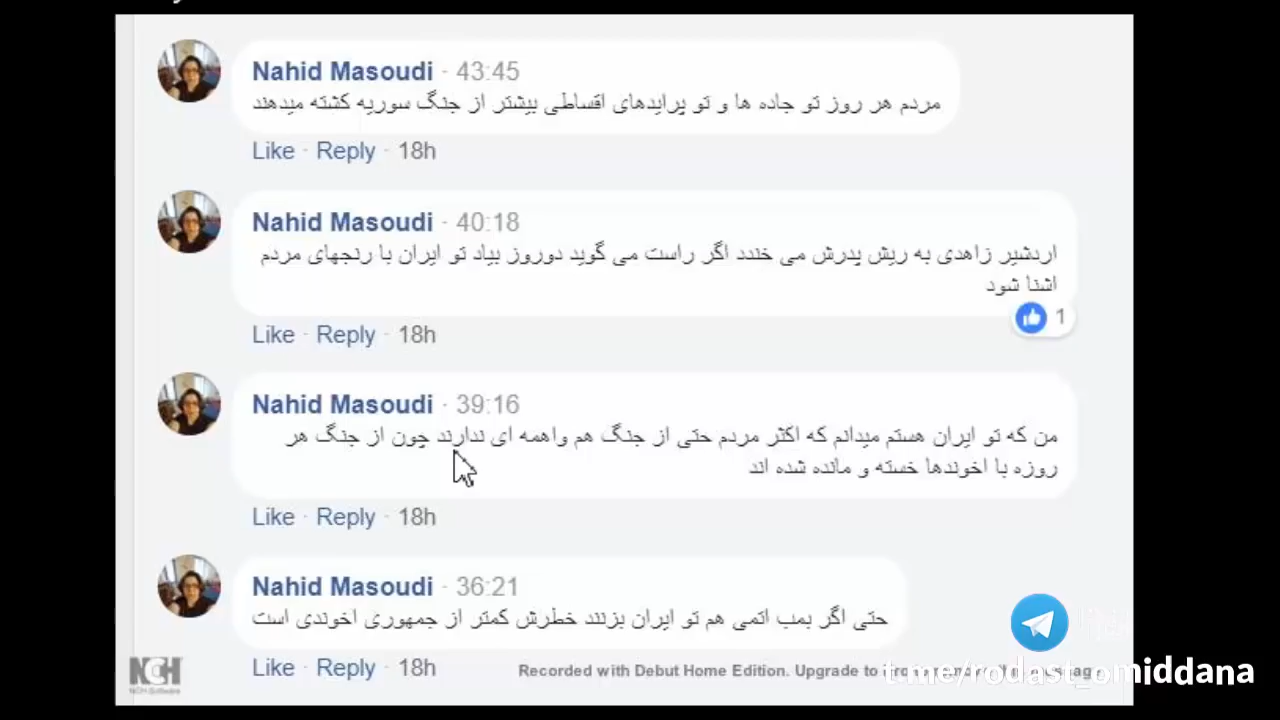 Nahid Masoudi · 43:45
مردم هر روز تو جاده ها و تو پرایدهای اقساطی بیشتر از جنگ سوریه کشته میدهند
Like · Reply · 18h
Nahid Masoudi · 40:18
اردشیر زاهدی به ریش پدرش می خندد اگر راست می گوید دوروز بیاد تو ایران با رنجهای مردم
اشنا شود
1
Like · Reply · 18h
Nahid Masoudi · 39:16
من که تو ایران هستم میدانم که اکثر مردم حتی از جنگ هم واهمه ای ندارند چون از جنگ هر
روزه با اخوندها خسته و مانده شده اند
Like · Reply · 18h
Nahid Masoudi · 36:21
حتی اگر بمب اتمی هم تو ایران بزنند خطرش کمتر از جمهوری اخوندی است
Like · Reply · 18h
NCH
NCH Software
Recorded with Debut Home Edition. Upgrade to
t.me/rodast_omiddana